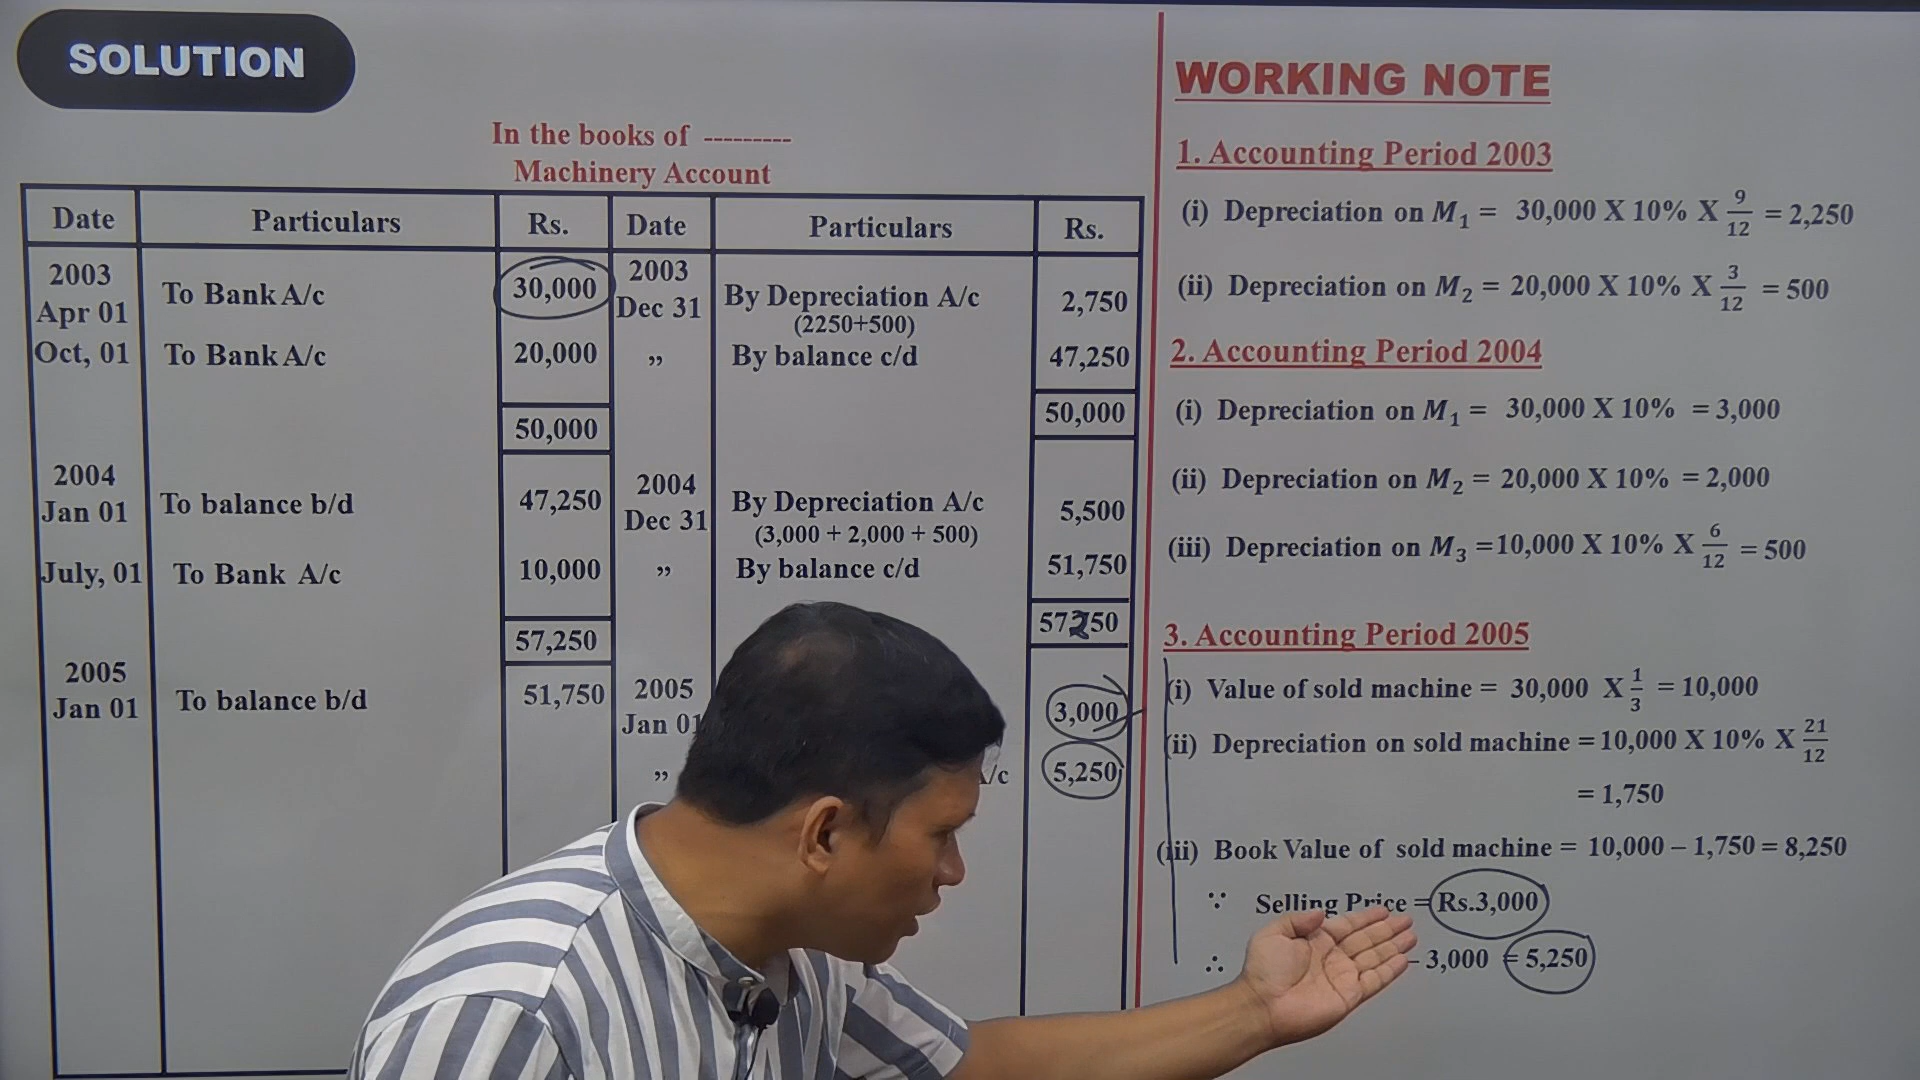 SOLUTION
In the books of ---------
Machinery Account
Date Particulars Rs. Date Particulars Rs.
2003 Apr 01 To Bank A/c 30,000 2003 Dec 31 By Depreciation A/c (2250+500) 2,750
Oct, 01 To Bank A/c 20,000 ,, By balance c/d 47,250
50,000 50,000
2004 Jan 01 To balance b/d 47,250 2004 Dec 31 By Depreciation A/c (3,000 + 2,000 + 500) 5,500
July, 01 To Bank A/c 10,000 ,, By balance c/d 51,750
57,250 57250
2005 Jan 01 To balance b/d 51,750 2005 Jan 01 3,000
,, A/c 5,250
WORKING NOTE
1. Accounting Period 2003
(i) Depreciation on M₁ = 30,000 X 10% X 9/12 = 2,250
(ii) Depreciation on M₂ = 20,000 X 10% X 3/12 = 500
2. Accounting Period 2004
(i) Depreciation on M₁ = 30,000 X 10% = 3,000
(ii) Depreciation on M₂ = 20,000 X 10% = 2,000
(iii) Depreciation on M₃ =10,000 X 10% X 6/12 = 500
3. Accounting Period 2005
(i) Value of sold machine = 30,000 X 1/3 = 10,000
(ii) Depreciation on sold machine = 10,000 X 10% X 21/12
= 1,750
(iii) Book Value of sold machine = 10,000 – 1,750 = 8,250
∵ Selling Price = Rs.3,000
∴ – 3,000 = 5,250